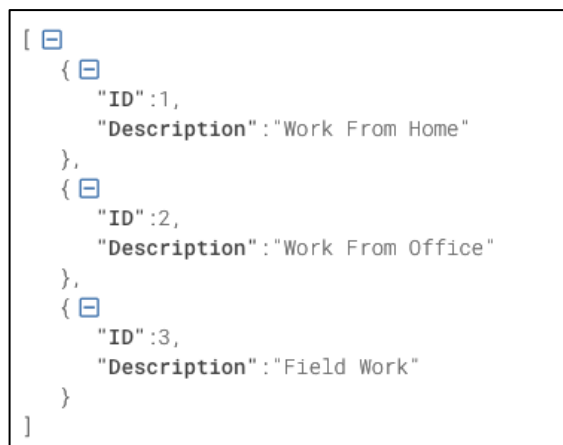 [
{
"ID":1,
"Description":"Work From Home"
},
{
"ID":2,
"Description":"Work From Office"
},
{
"ID":3,
"Description":"Field Work"
}
]